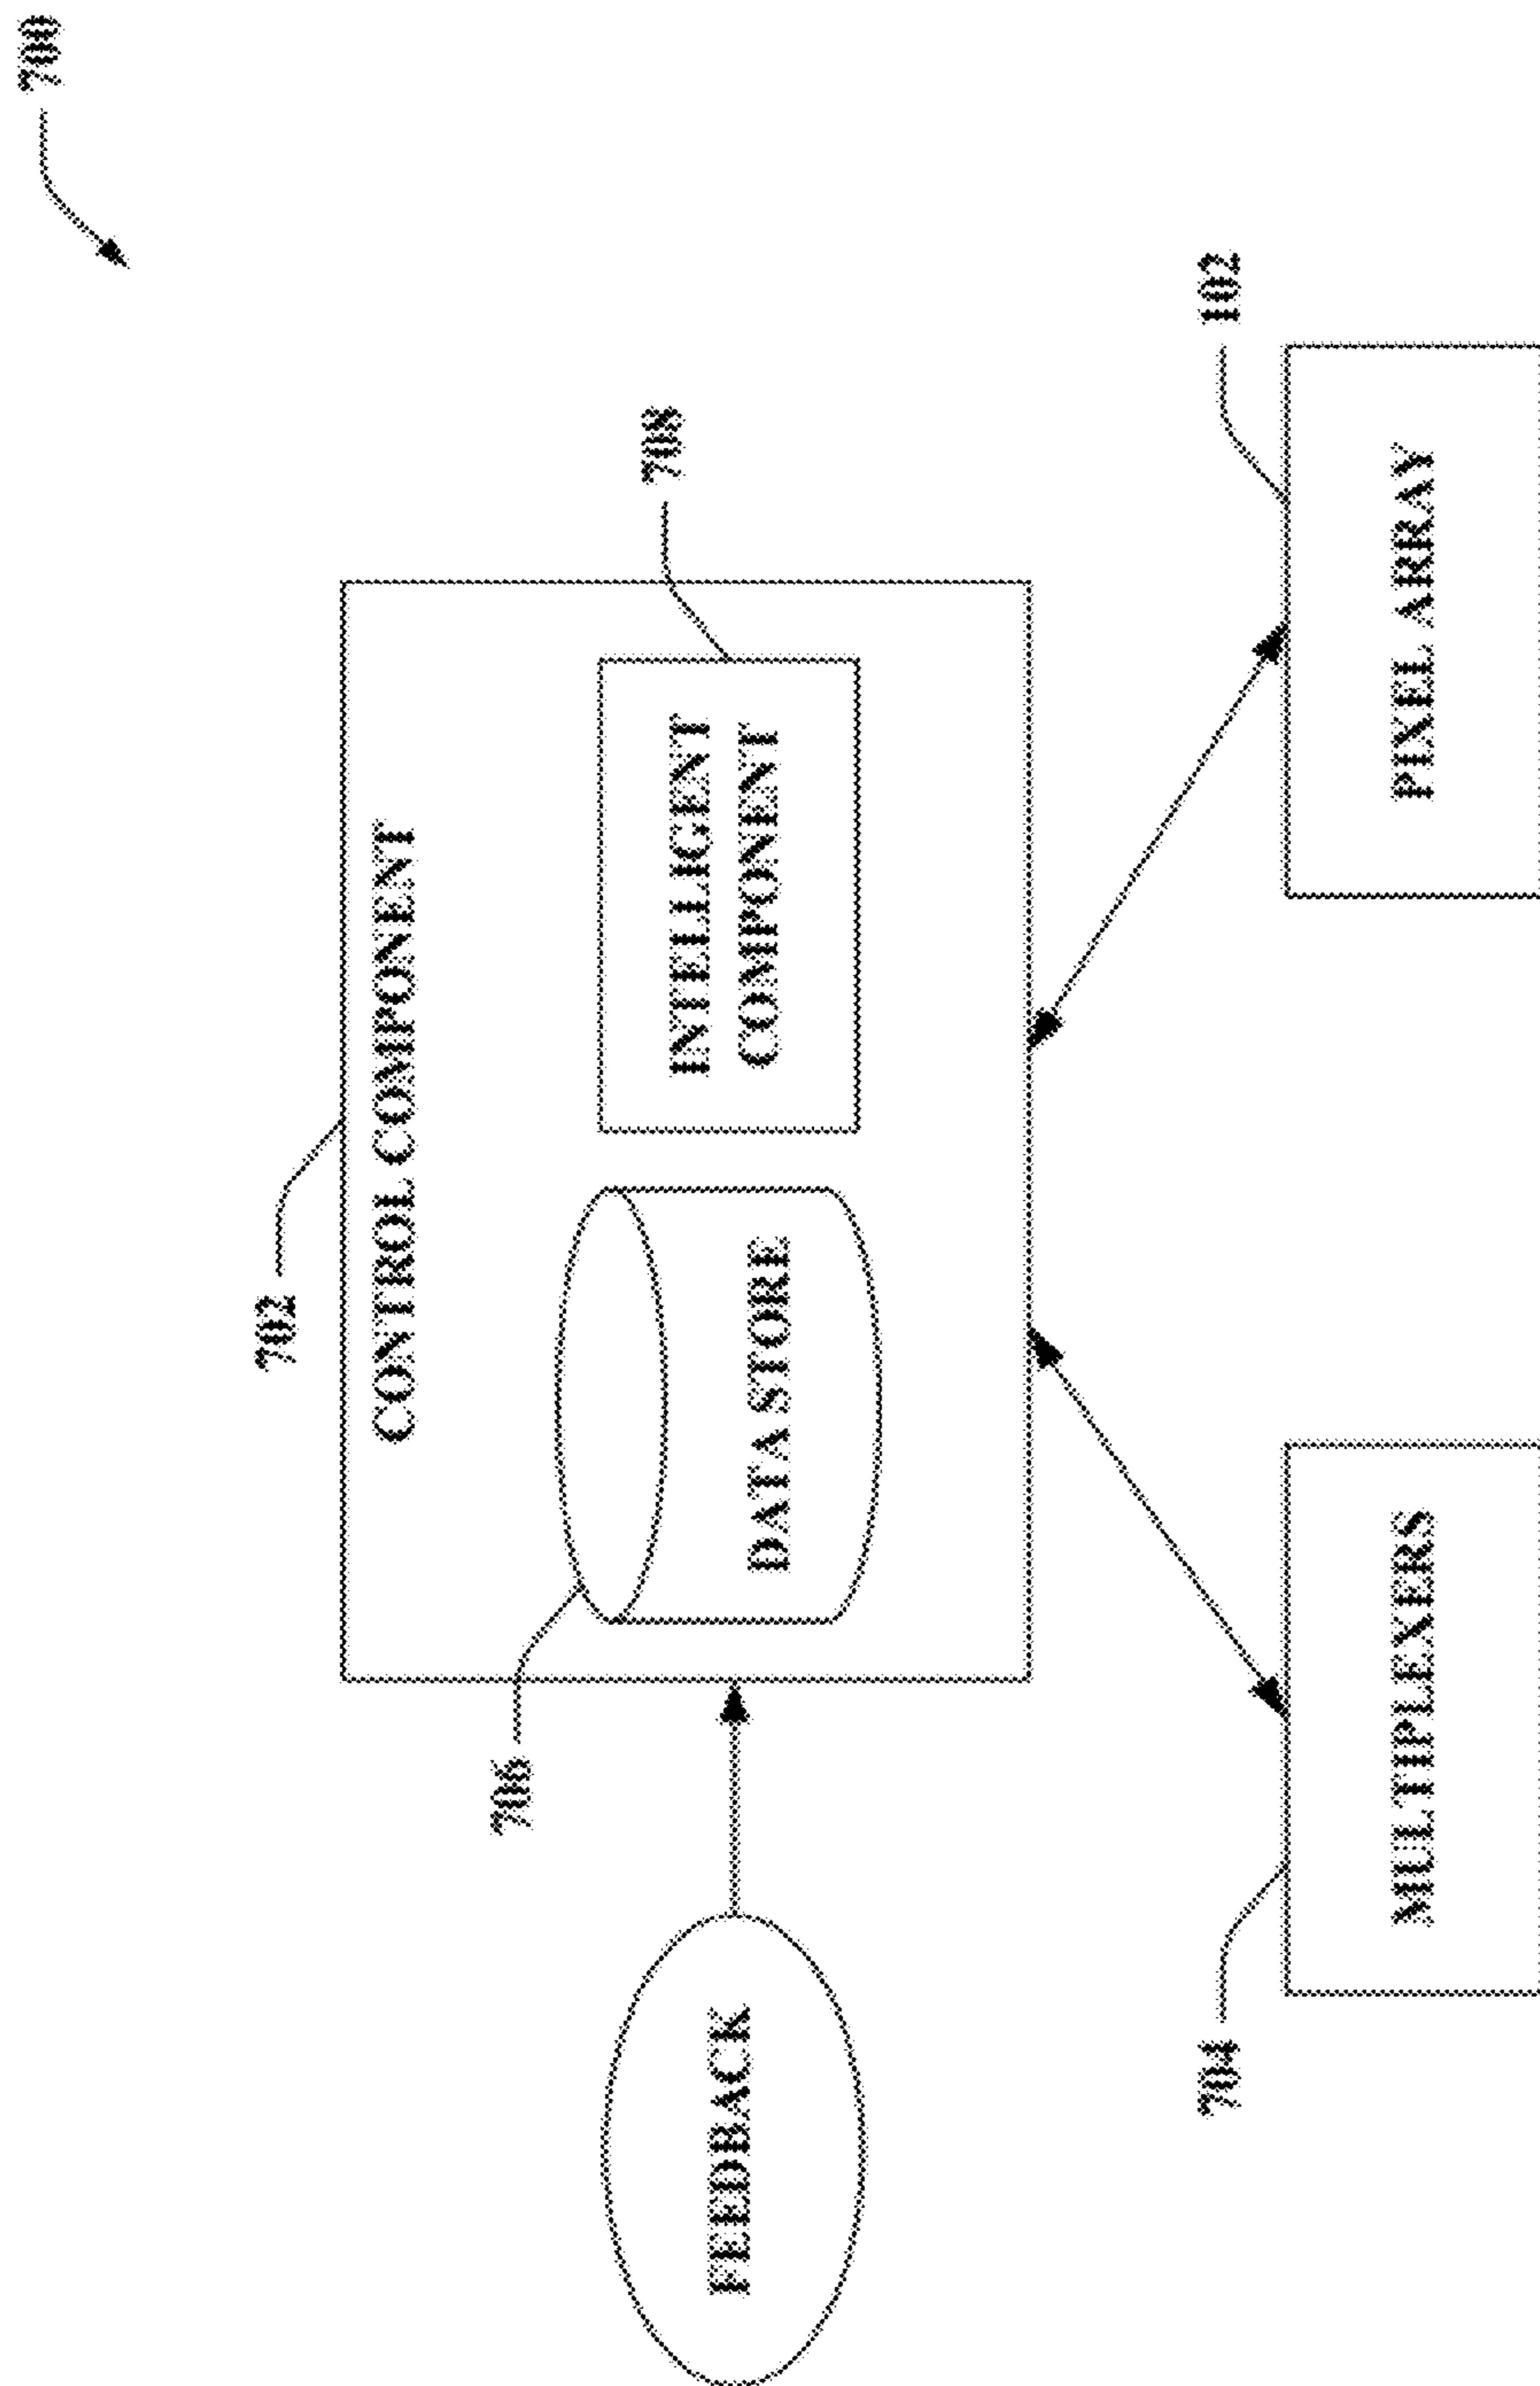 700
702
CONTROL COMPONENT
706
708
DATA STORE
INTELLIGENT
COMPONENT
FEEDBACK
704
102
MULTIPLEXERS
PIXEL ARRAY